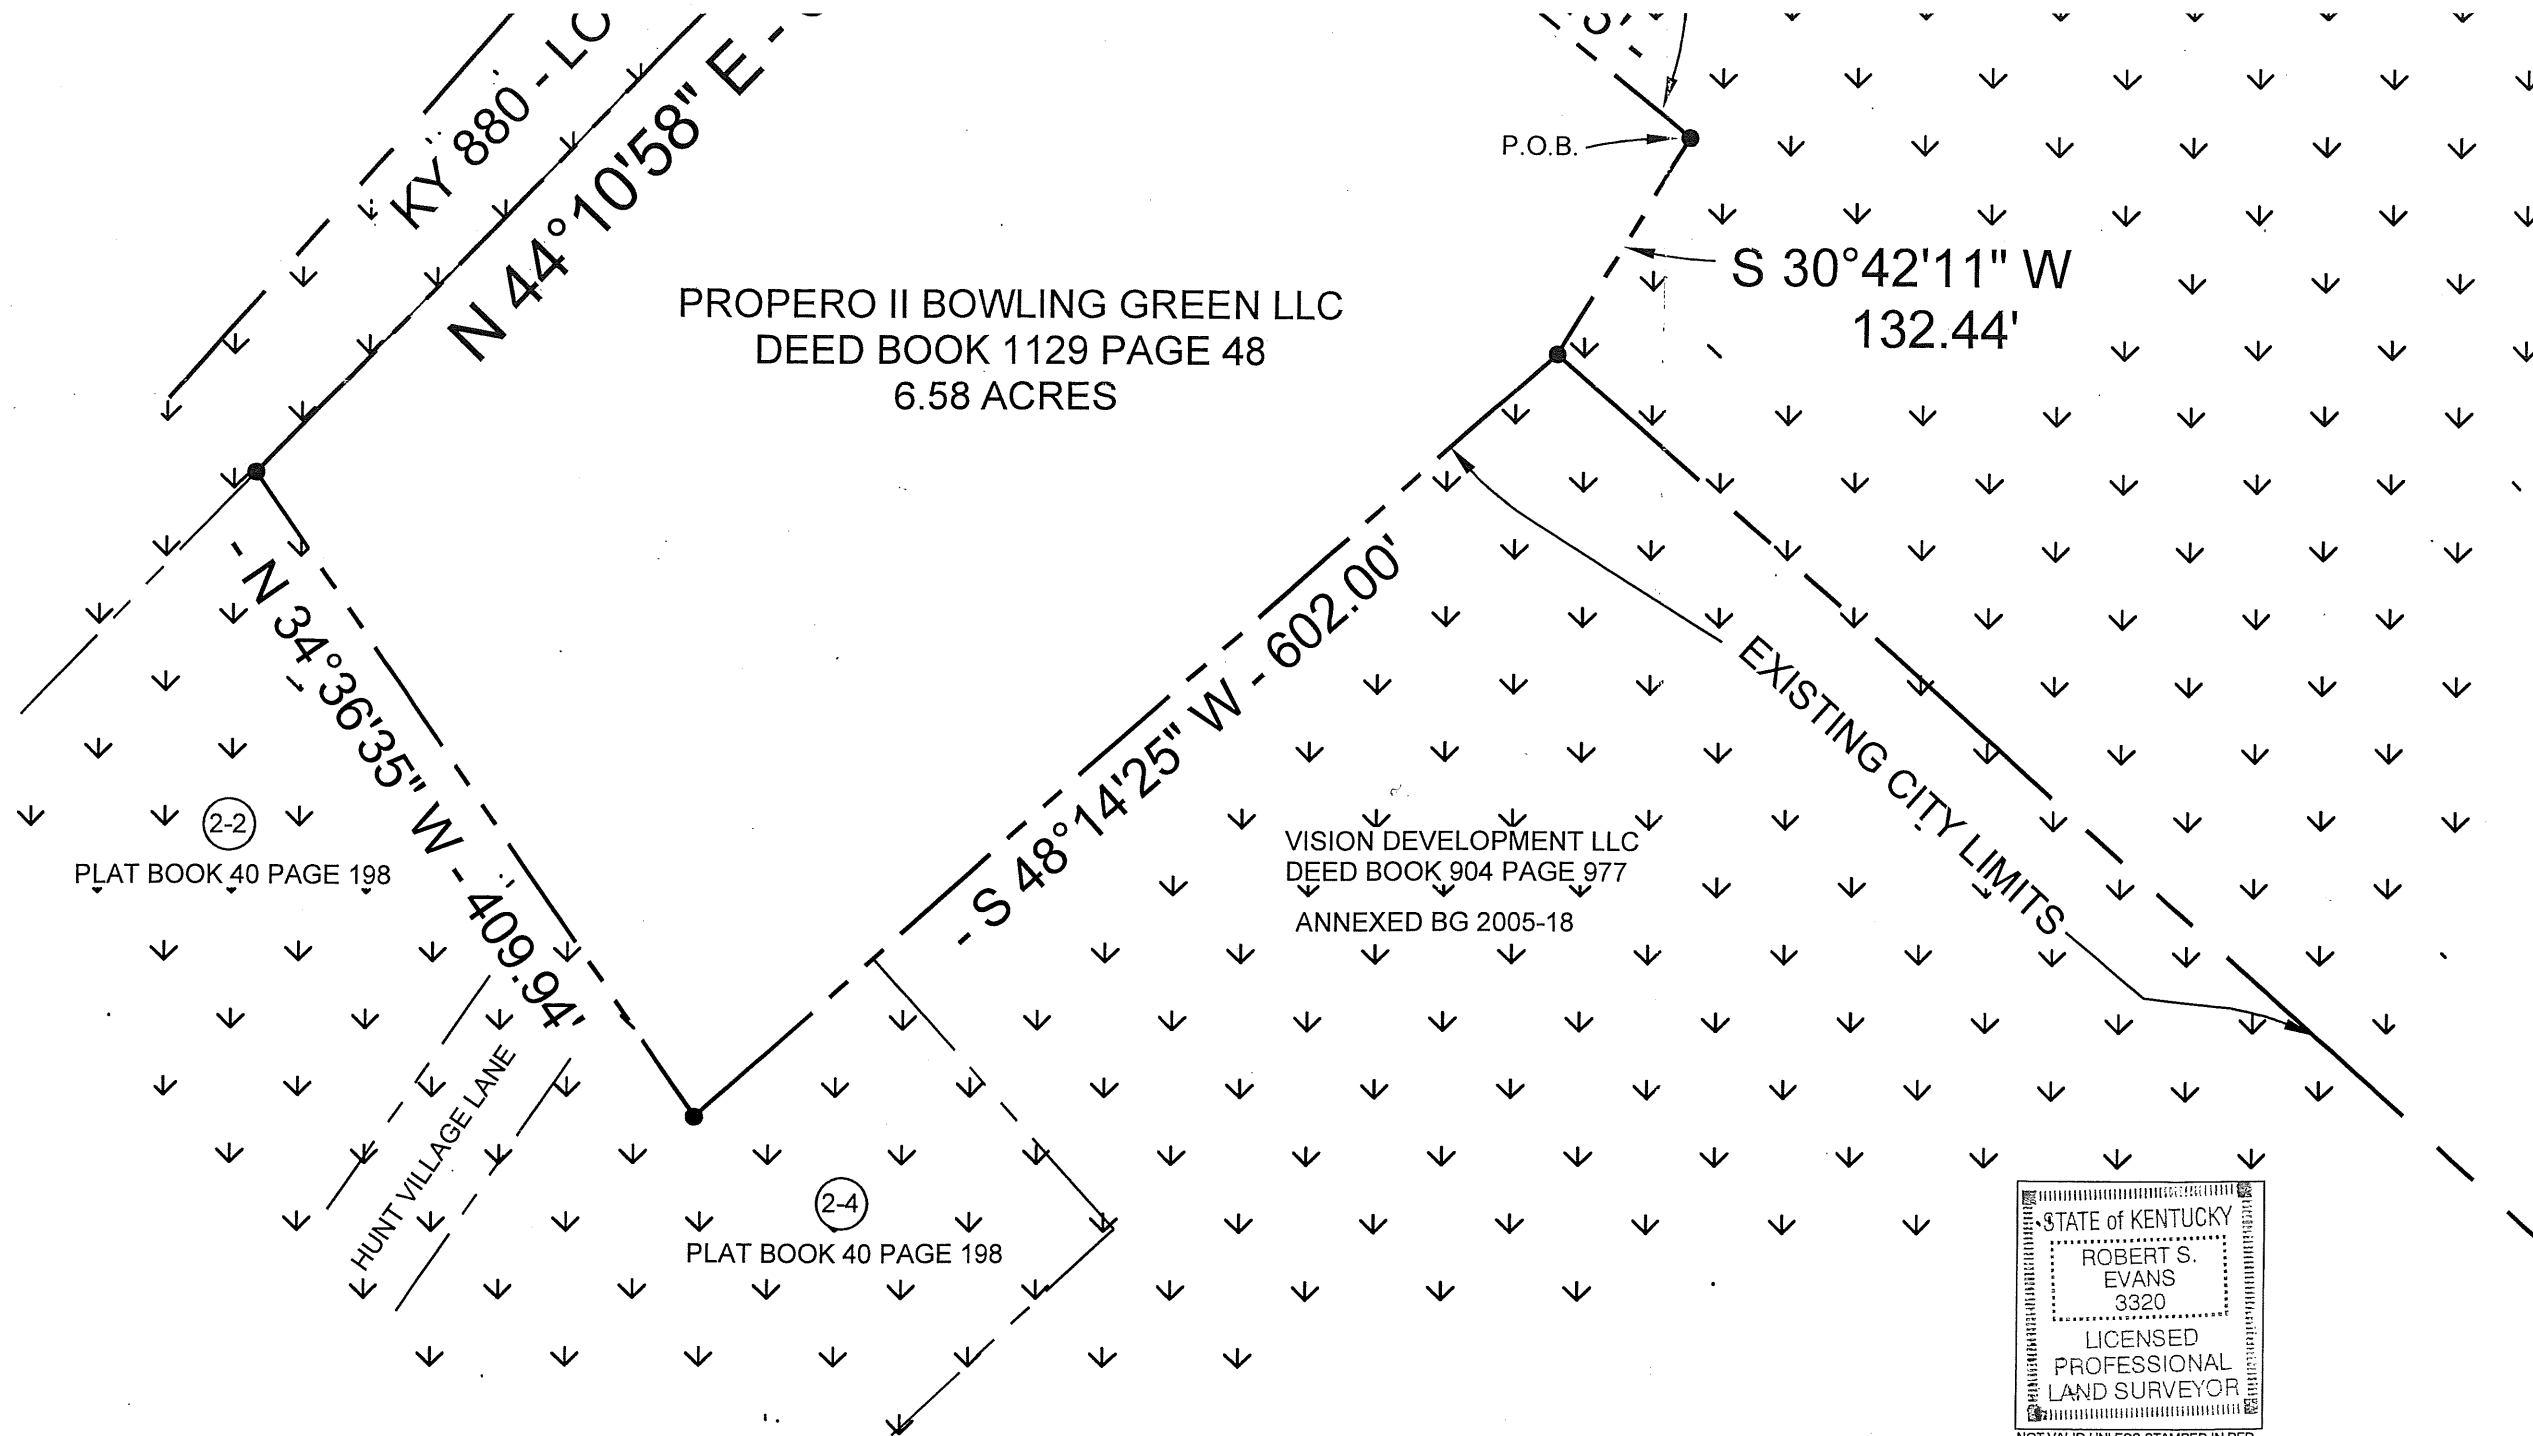 KY 880 - LO
N 44°10'58" E -
P.O.B.
S 30°42'11" W
132.44'
PROPERO II BOWLING GREEN LLC
DEED BOOK 1129 PAGE 48
6.58 ACRES
- N 34°36'35" W - 409.94'
- S 48°14'25" W - 602.00'
EXISTING CITY LIMITS
2-2
PLAT BOOK 40 PAGE 198
VISION DEVELOPMENT LLC
DEED BOOK 904 PAGE 977
ANNEXED BG 2005-18
HUNT VILLAGE LANE
2-4
PLAT BOOK 40 PAGE 198
STATE of KENTUCKY
ROBERT S.
EVANS
3320
LICENSED
PROFESSIONAL
LAND SURVEYOR